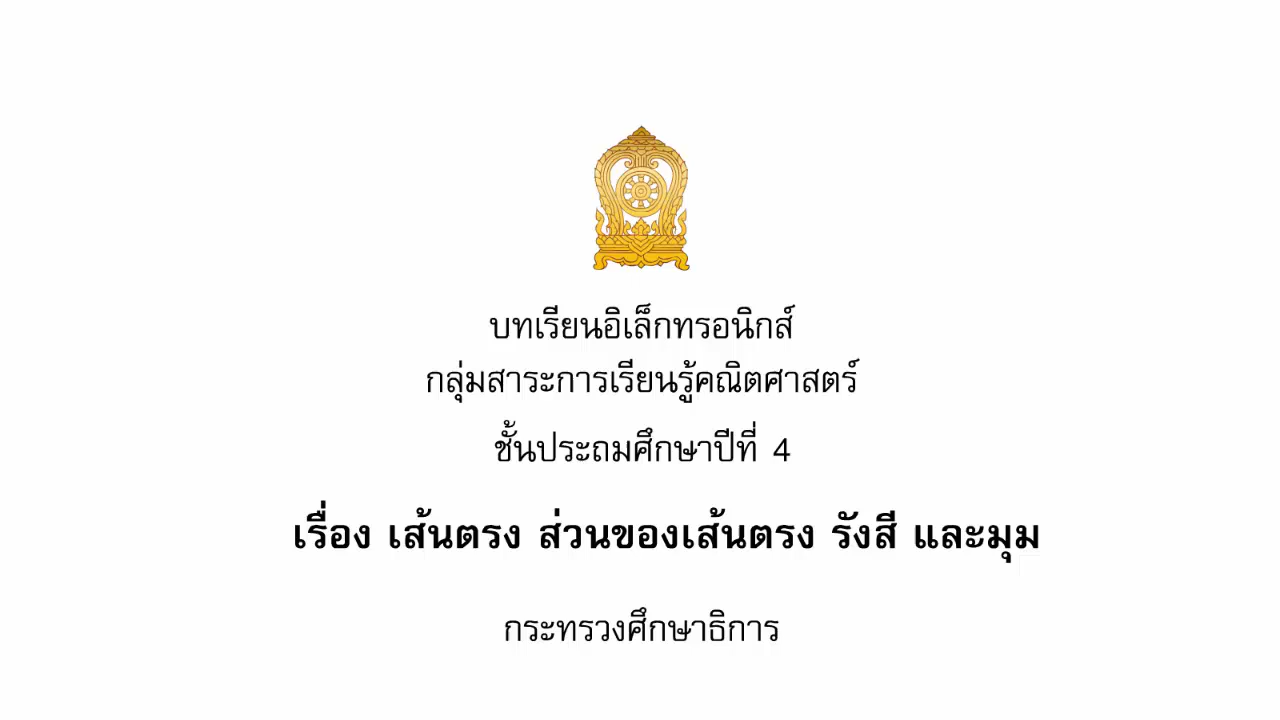 บทเรียนอิเล็กทรอนิกส์
กลุ่มสาระการเรียนรู้คณิตศาสตร์
ชั้นประถมศึกษาปีที่ 4
เรื่อง เส้นตรง ส่วนของเส้นตรง รังสี และมุม
กระทรวงศึกษาธิการ